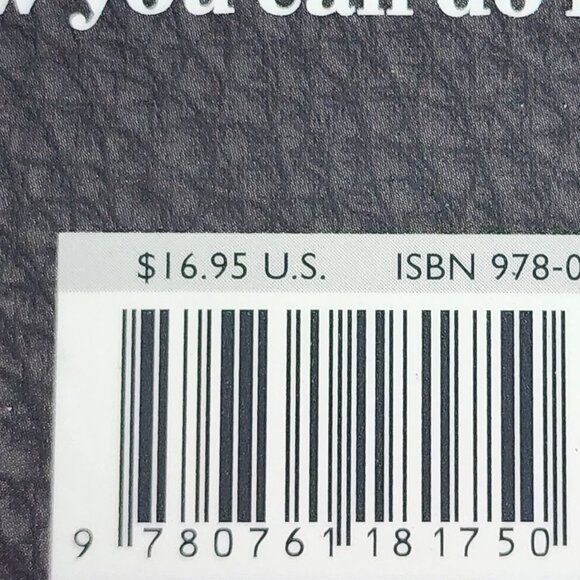 you can do
$16.95 U.S. ISBN 978-0
9 780761 181750